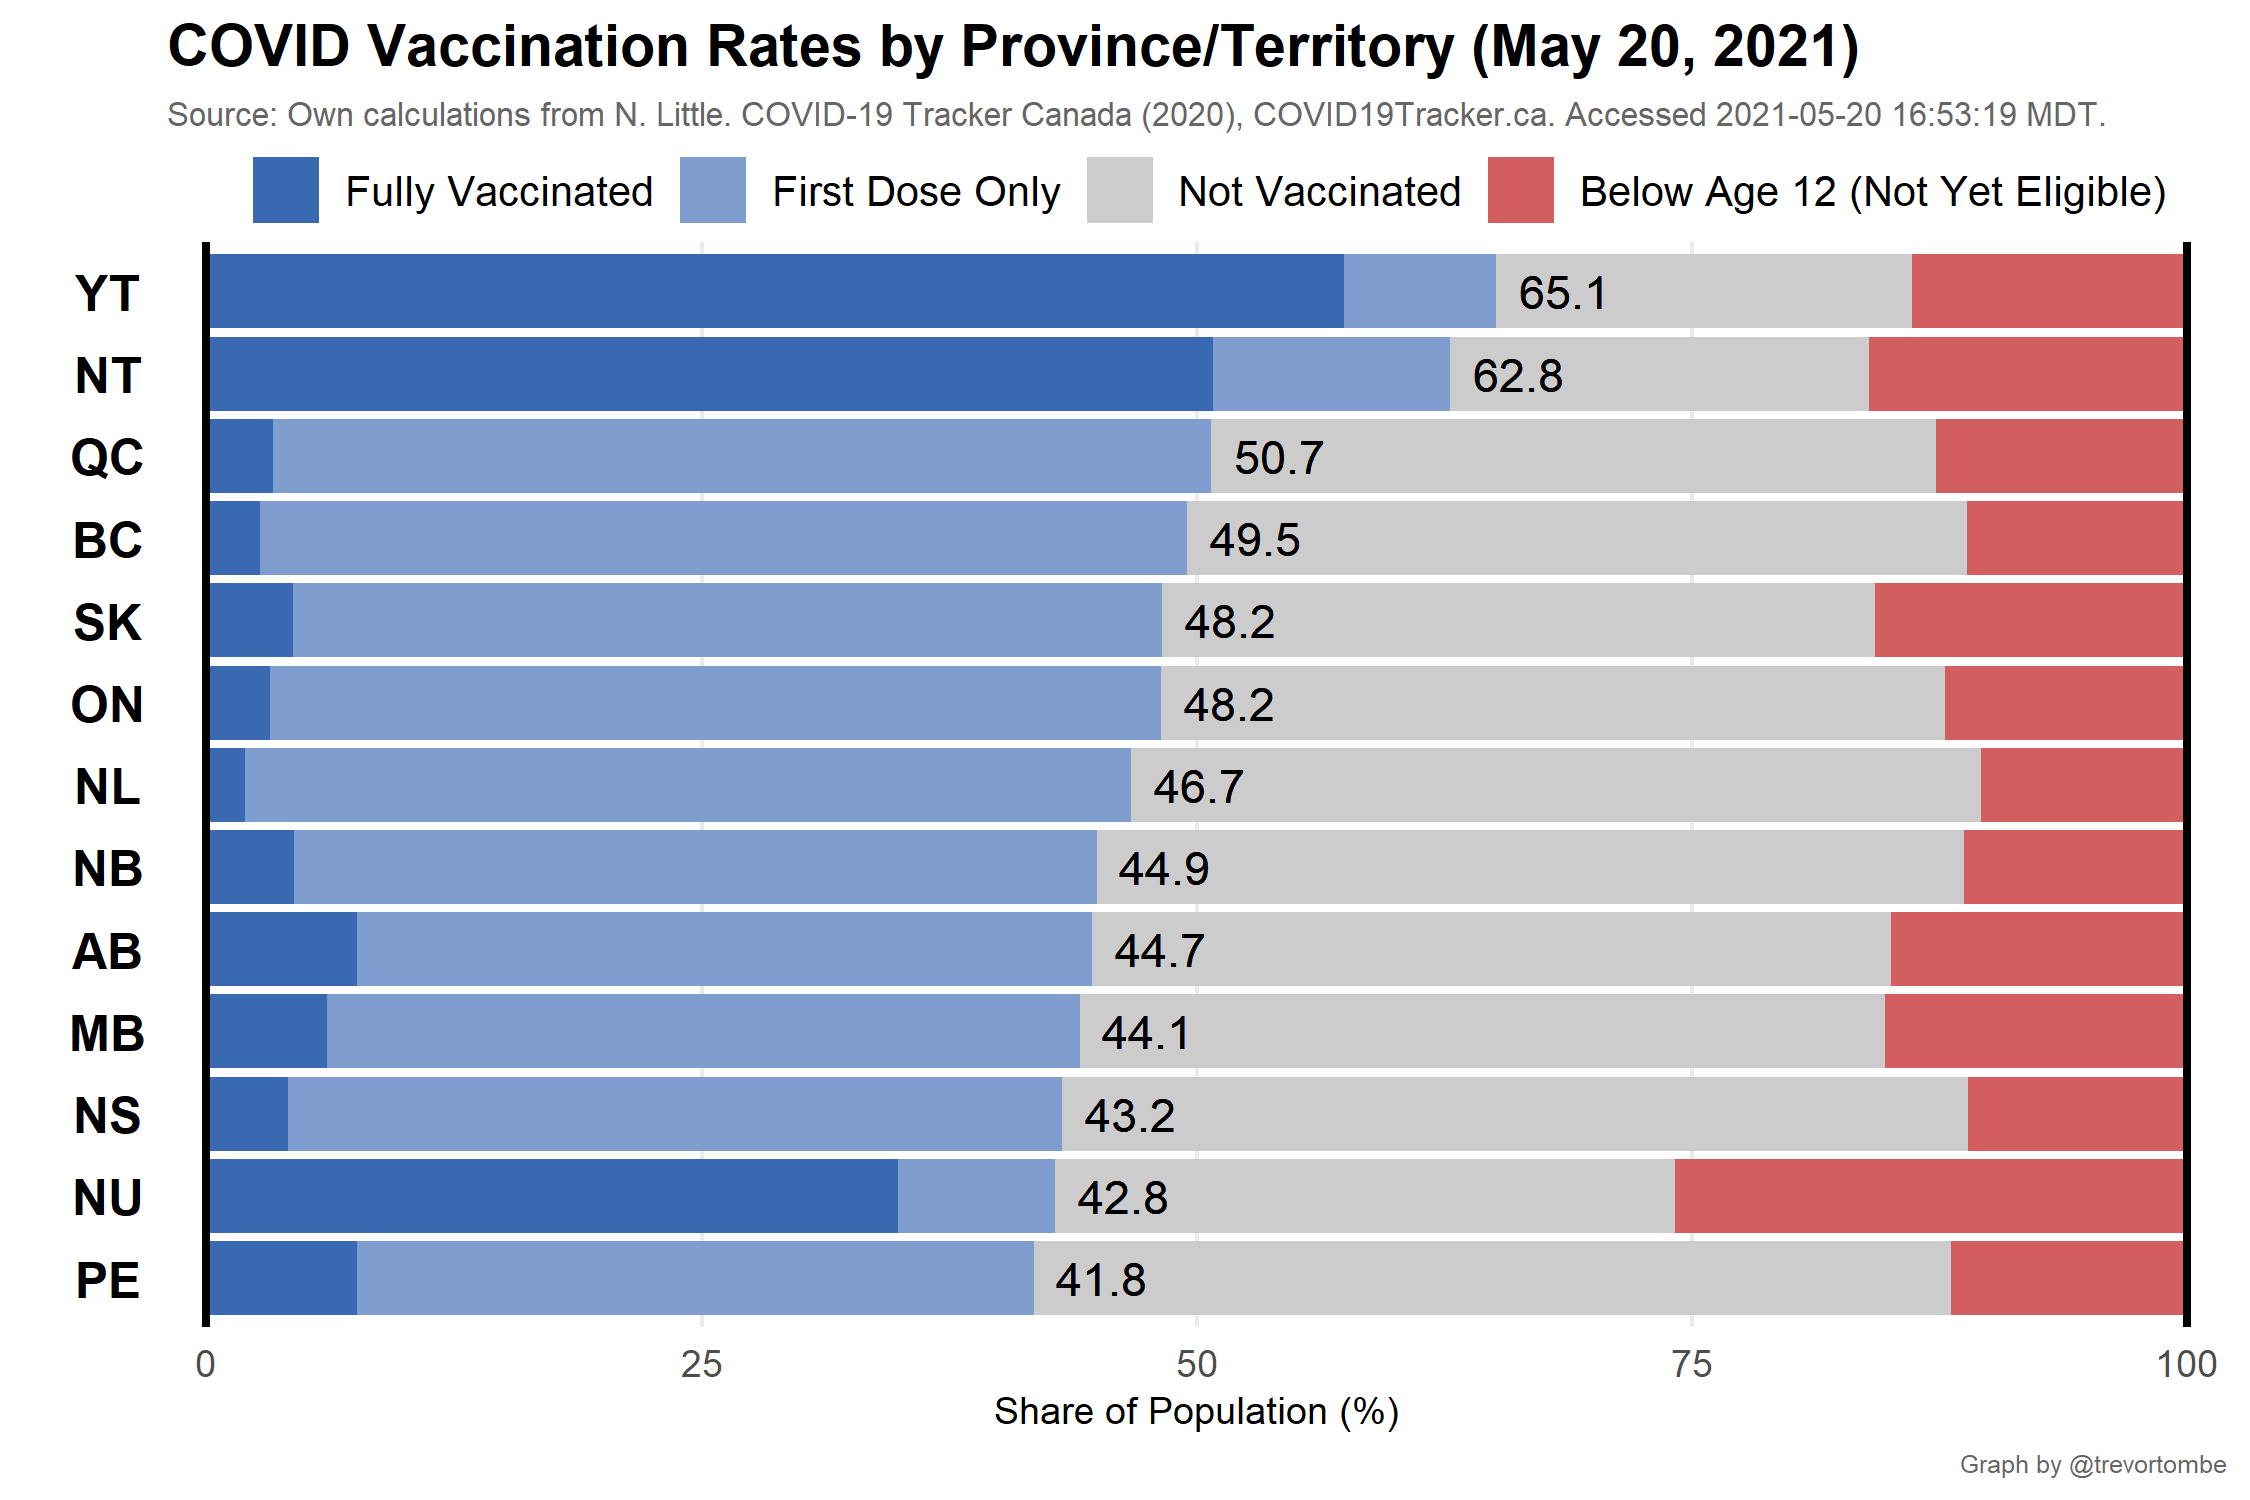 COVID Vaccination Rates by Province/Territory (May 20, 2021)
Source: Own calculations from N. Little. COVID-19 Tracker Canada (2020), COVID19Tracker.ca. Accessed 2021-05-20 16:53:19 MDT.
Fully Vaccinated First Dose Only Not Vaccinated Below Age 12 (Not Yet Eligible)
YT 65.1
NT 62.8
QC 50.7
BC 49.5
SK 48.2
ON 48.2
NL 46.7
NB 44.9
AB 44.7
MB 44.1
NS 43.2
NU 42.8
PE 41.8
0 25 50 75 100
Share of Population (%)
Graph by @trevortombe